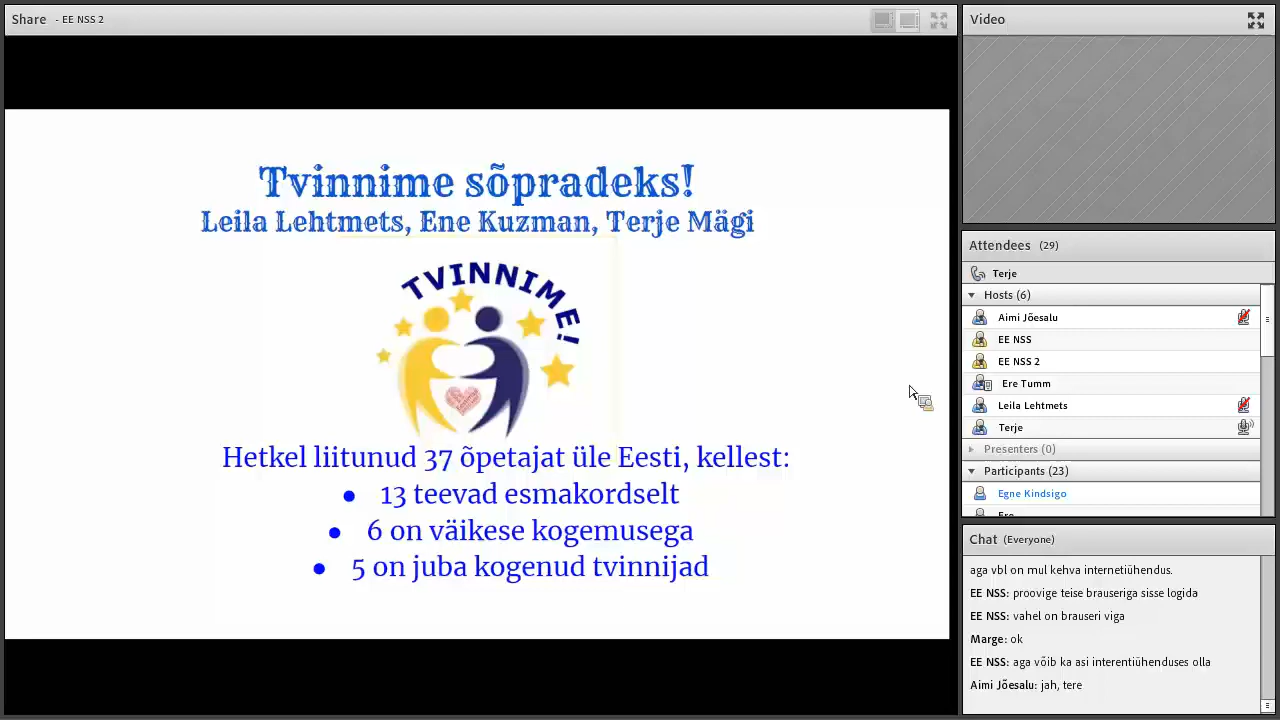 Share - EE NSS 2
Tvinnime sõpradeks!
Leila Lehtmets, Ene Kuzman, Terje Mägi
TVINNIME!
Hetkel liitunud 37 õpetajat üle Eesti, kellest:
● 13 teevad esmakordselt
● 6 on väikese kogemusega
● 5 on juba kogenud tvinnijad
Video
Attendees (29)
Terje
Hosts (6)
Aimi Jõesalu
EE NSS
EE NSS 2
Ere Tumm
Leila Lehtmets
Terje
Presenters (0)
Participants (23)
Egne Kindsigo
Ere
Chat (Everyone)
aga vbl on mul kehva internetiühendus.
EE NSS: proovige teise brauseriga sisse logida
EE NSS: vahel on brauseri viga
Marge: ok
EE NSS: aga võib ka asi interentiühenduses olla
Aimi Jõesalu: jah, tere